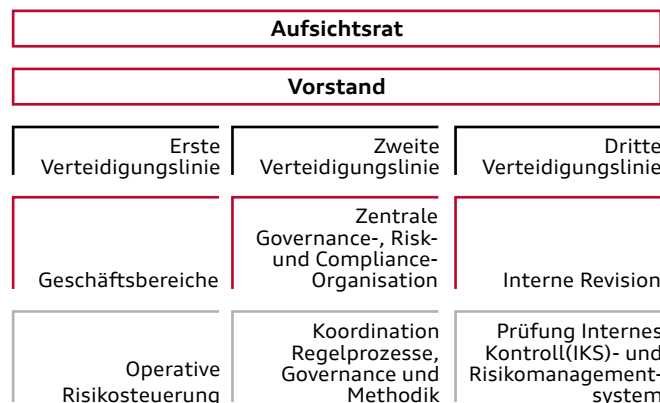 Aufsichtsrat
Vorstand
Erste
Verteidigungslinie
Zweite
Verteidigungslinie
Dritte
Verteidigungslinie
Geschäftsbereiche
Zentrale
Governance-, Risk-
und Compliance-
Organisation
Interne Revision
Operative
Risikosteuerung
Koordination
Regelprozesse,
Governance und
Methodik
Prüfung Internes
Kontroll(IKS)- und
Risikomanagement-
system